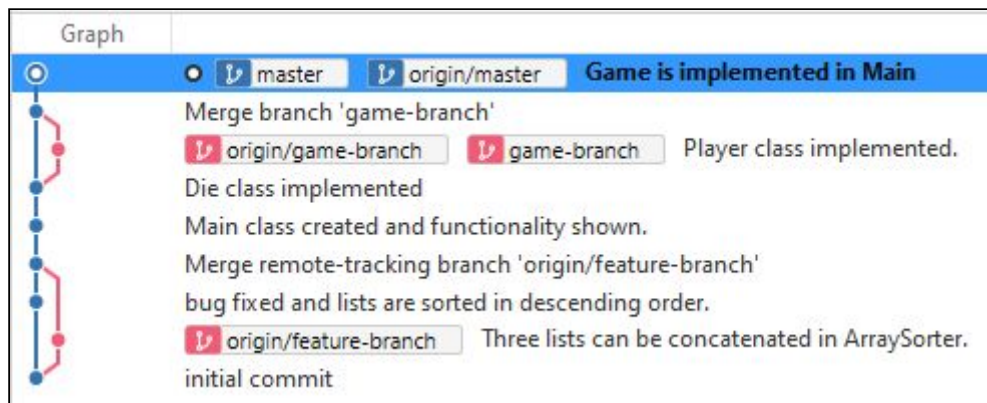 Graph
master origin/master Game is implemented in Main
Merge branch 'game-branch'
origin/game-branch game-branch Player class implemented.
Die class implemented
Main class created and functionality shown.
Merge remote-tracking branch 'origin/feature-branch'
bug fixed and lists are sorted in descending order.
origin/feature-branch Three lists can be concatenated in ArraySorter.
initial commit